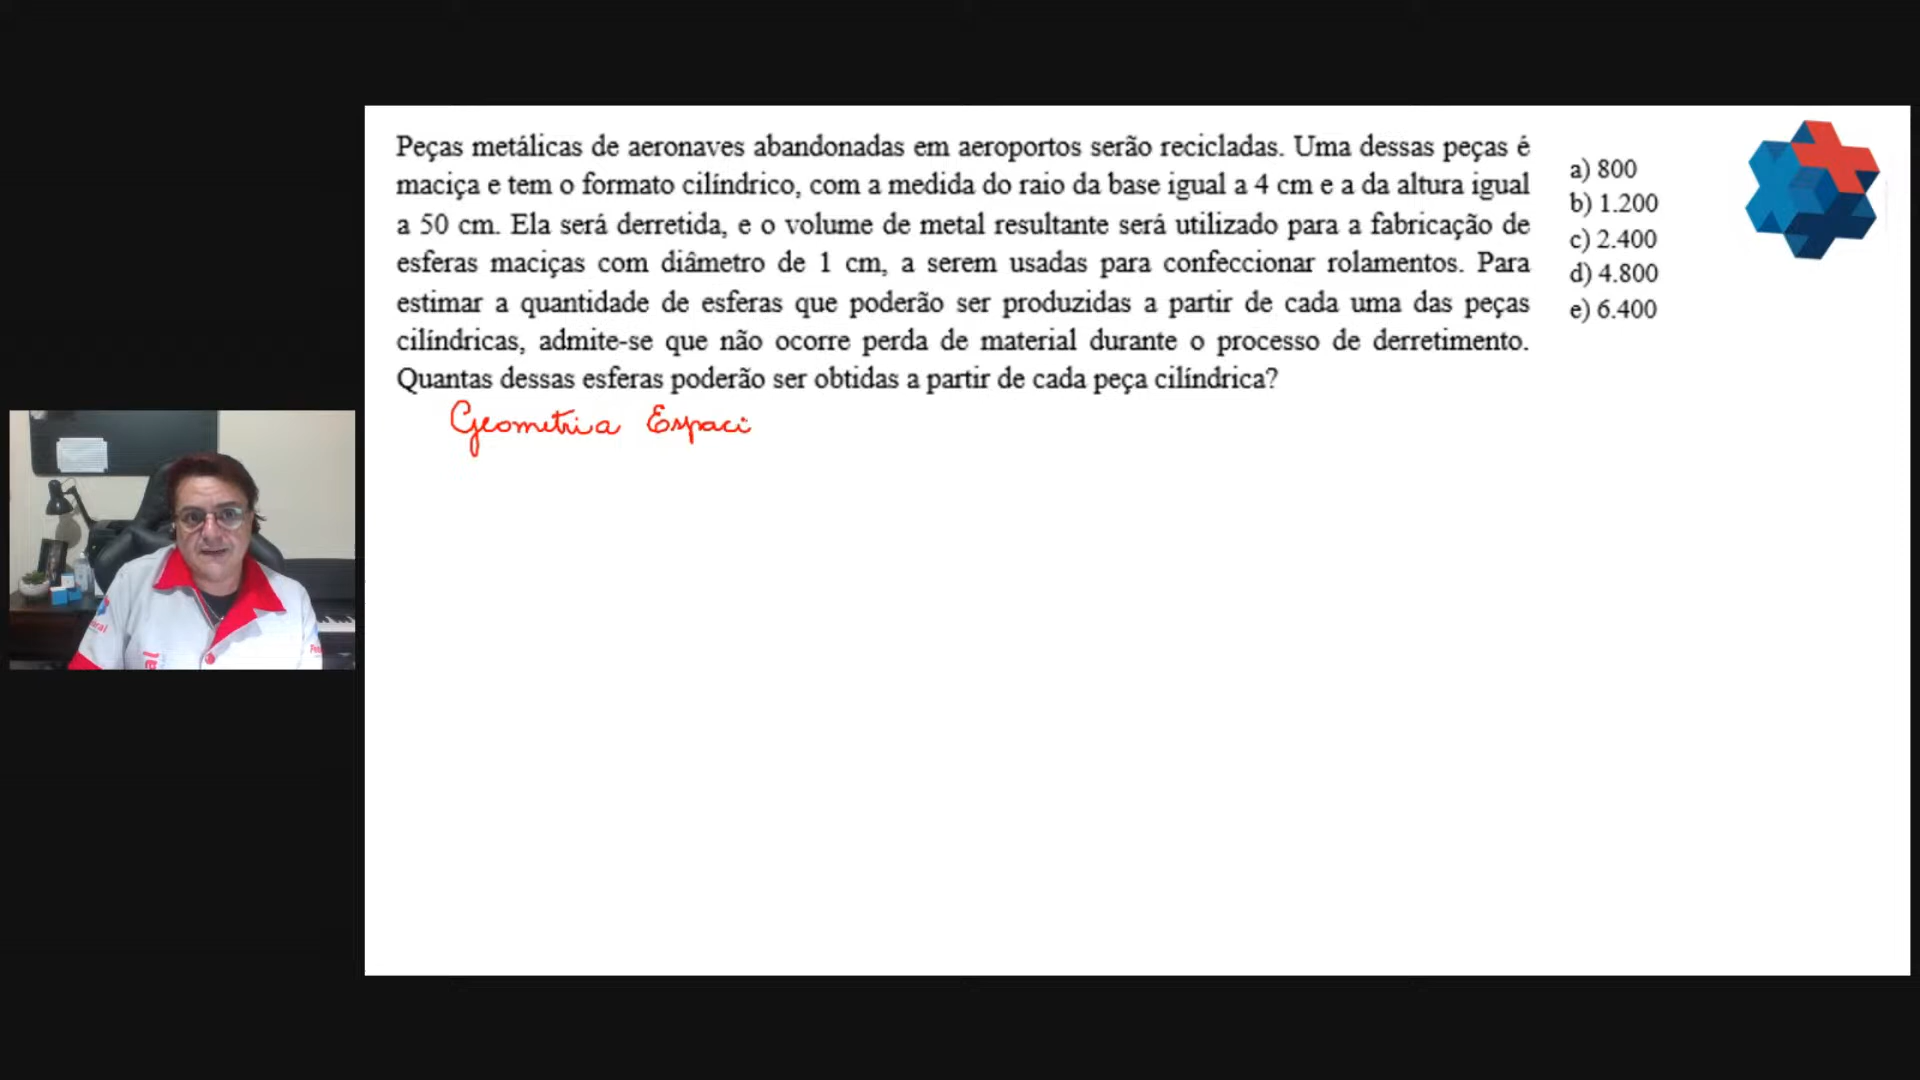 Peças metálicas de aeronaves abandonadas em aeroportos serão recicladas. Uma dessas peças é
maciça e tem o formato cilíndrico, com a medida do raio da base igual a 4 cm e a da altura igual
a 50 cm. Ela será derretida, e o volume de metal resultante será utilizado para a fabricação de
esferas maciças com diâmetro de 1 cm, a serem usadas para confeccionar rolamentos. Para
estimar a quantidade de esferas que poderão ser produzidas a partir de cada uma das peças
cilíndricas, admite-se que não ocorre perda de material durante o processo de derretimento.
Quantas dessas esferas poderão ser obtidas a partir de cada peça cilíndrica?
a) 800
b) 1.200
c) 2.400
d) 4.800
e) 6.400
Geometria Espaci